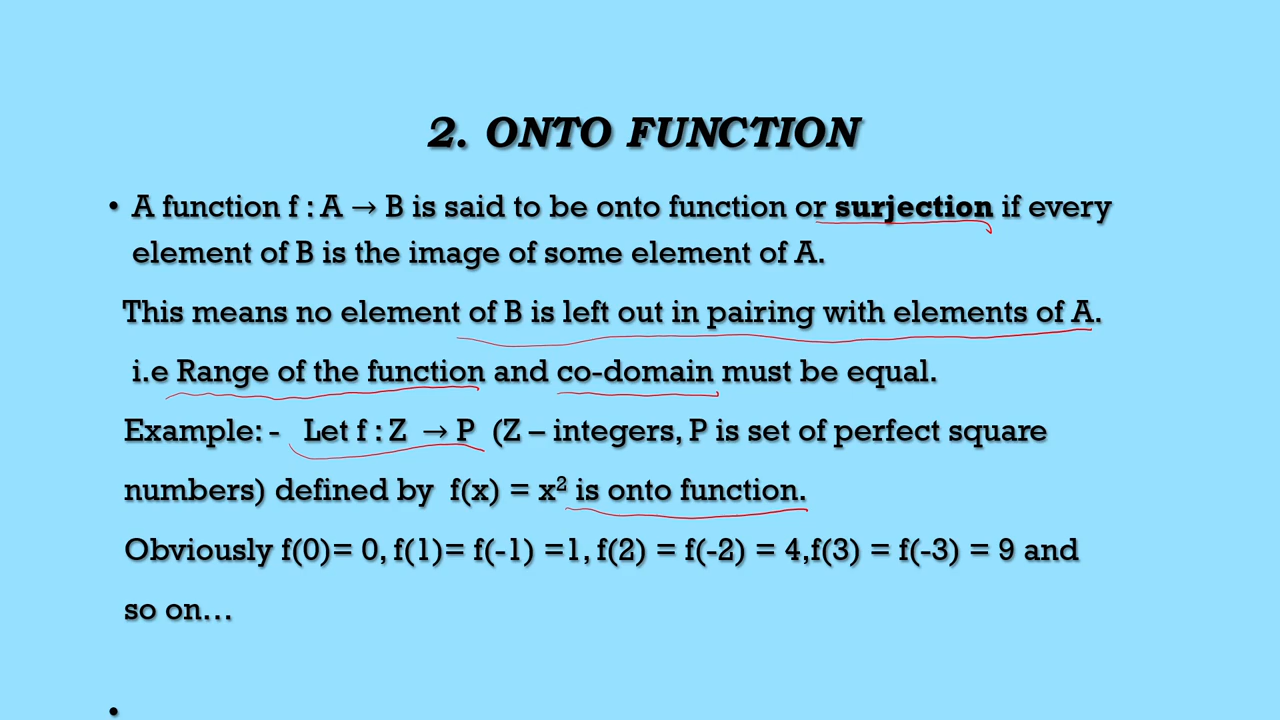 2. ONTO FUNCTION
• A function f : A → B is said to be onto function or surjection if every
element of B is the image of some element of A.
This means no element of B is left out in pairing with elements of A.
i.e Range of the function and co-domain must be equal.
Example: - Let f : Z → P (Z – integers, P is set of perfect square
numbers) defined by f(x) = x² is onto function.
Obviously f(0)= 0, f(1)= f(-1) =1, f(2) = f(-2) = 4,f(3) = f(-3) = 9 and
so on…
•